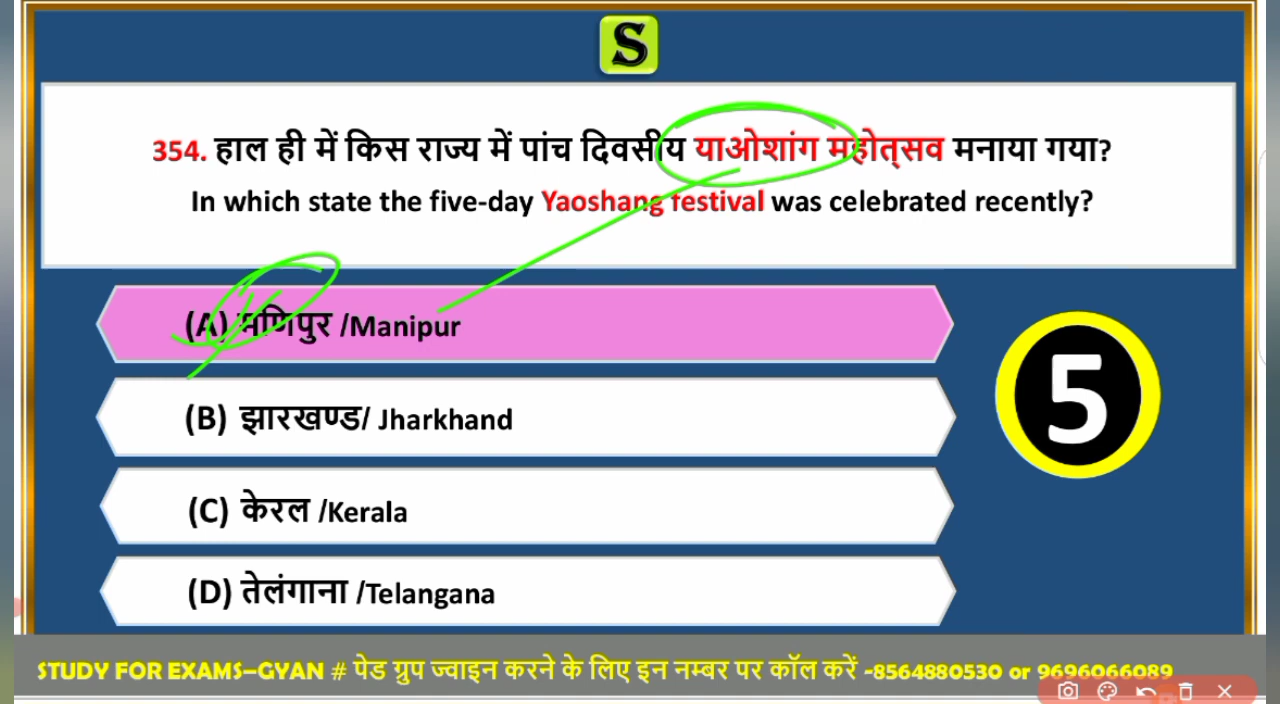 S
354. हाल ही में किस राज्य में पांच दिवसीय याओशांग महोत्सव मनाया गया?
In which state the five-day Yaoshang festival was celebrated recently?
(A) मणिपुर /Manipur
(B) झारखण्ड/ Jharkhand
(C) केरल /Kerala
(D) तेलंगाना /Telangana
5
STUDY FOR EXAMS–GYAN # पेड ग्रुप ज्वाइन करने के लिए इन नम्बर पर कॉल करें -8564880530 or 9696066089